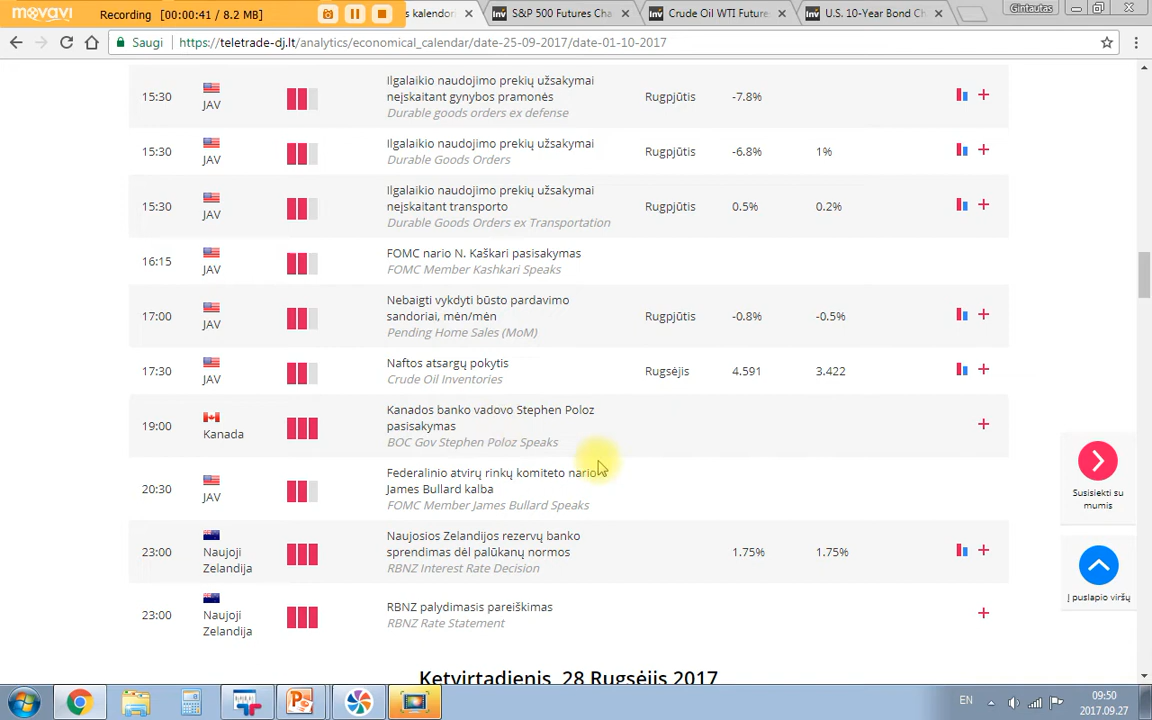 movavi
Recording [00:00:41 / 8.2 MB]
s kalendor
S&P 500 Futures Cha
Crude Oil WTI Future
U.S. 10-Year Bond Ch
Gintautas
Saugi
https://teletrade-dj.lt/analytics/economical_calendar/date-25-09-2017/date-01-10-2017
15:30 JAV
Ilgalaikio naudojimo prekių užsakymai
neįskaitant gynybos pramonės
Durable goods orders ex defense
Rugpjūtis -7.8%
15:30 JAV
Ilgalaikio naudojimo prekių užsakymai
Durable Goods Orders
Rugpjūtis -6.8% 1%
15:30 JAV
Ilgalaikio naudojimo prekių užsakymai
neįskaitant transporto
Durable Goods Orders ex Transportation
Rugpjūtis 0.5% 0.2%
16:15 JAV
FOMC nario N. Kaškari pasisakymas
FOMC Member Kashkari Speaks
17:00 JAV
Nebaigti vykdyti būsto pardavimo
sandoriai, mėn/mėn
Pending Home Sales (MoM)
Rugpjūtis -0.8% -0.5%
17:30 JAV
Naftos atsargų pokytis
Crude Oil Inventories
Rugsėjis 4.591 3.422
19:00 Kanada
Kanados banko vadovo Stephen Poloz
pasisakymas
BOC Gov Stephen Poloz Speaks
20:30 JAV
Federalinio atvirų rinkų komiteto nario
James Bullard kalba
FOMC Member James Bullard Speaks
23:00 Naujoji
Zelandija
Naujosios Zelandijos rezervų banko
sprendimas dėl palūkanų normos
RBNZ Interest Rate Decision
1.75% 1.75%
23:00 Naujoji
Zelandija
RBNZ palydimasis pareiškimas
RBNZ Rate Statement
Ketvirtadienis, 28 Rugsėjis 2017
Susisiekti su
mumis
Į puslapio viršų
EN
09:50
2017.09.27